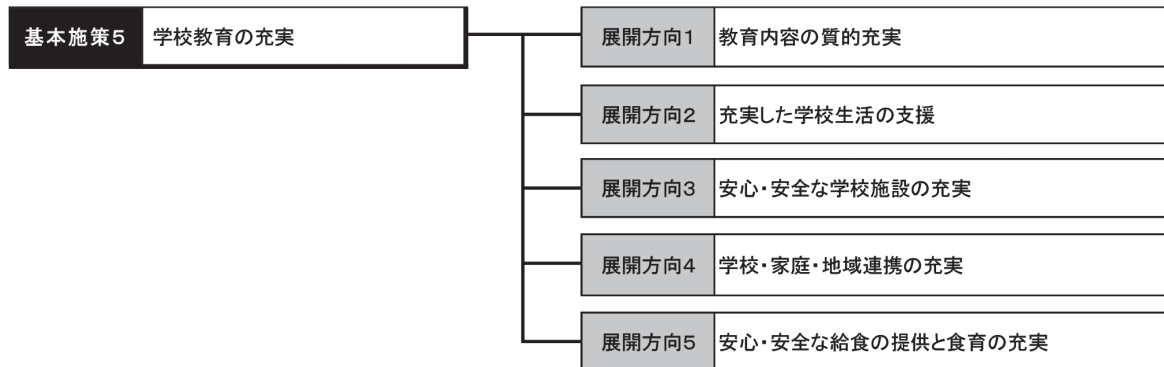 基本施策5 学校教育の充実
展開方向1 教育内容の質的充実
展開方向2 充実した学校生活の支援
展開方向3 安心・安全な学校施設の充実
展開方向4 学校・家庭・地域連携の充実
展開方向5 安心・安全な給食の提供と食育の充実